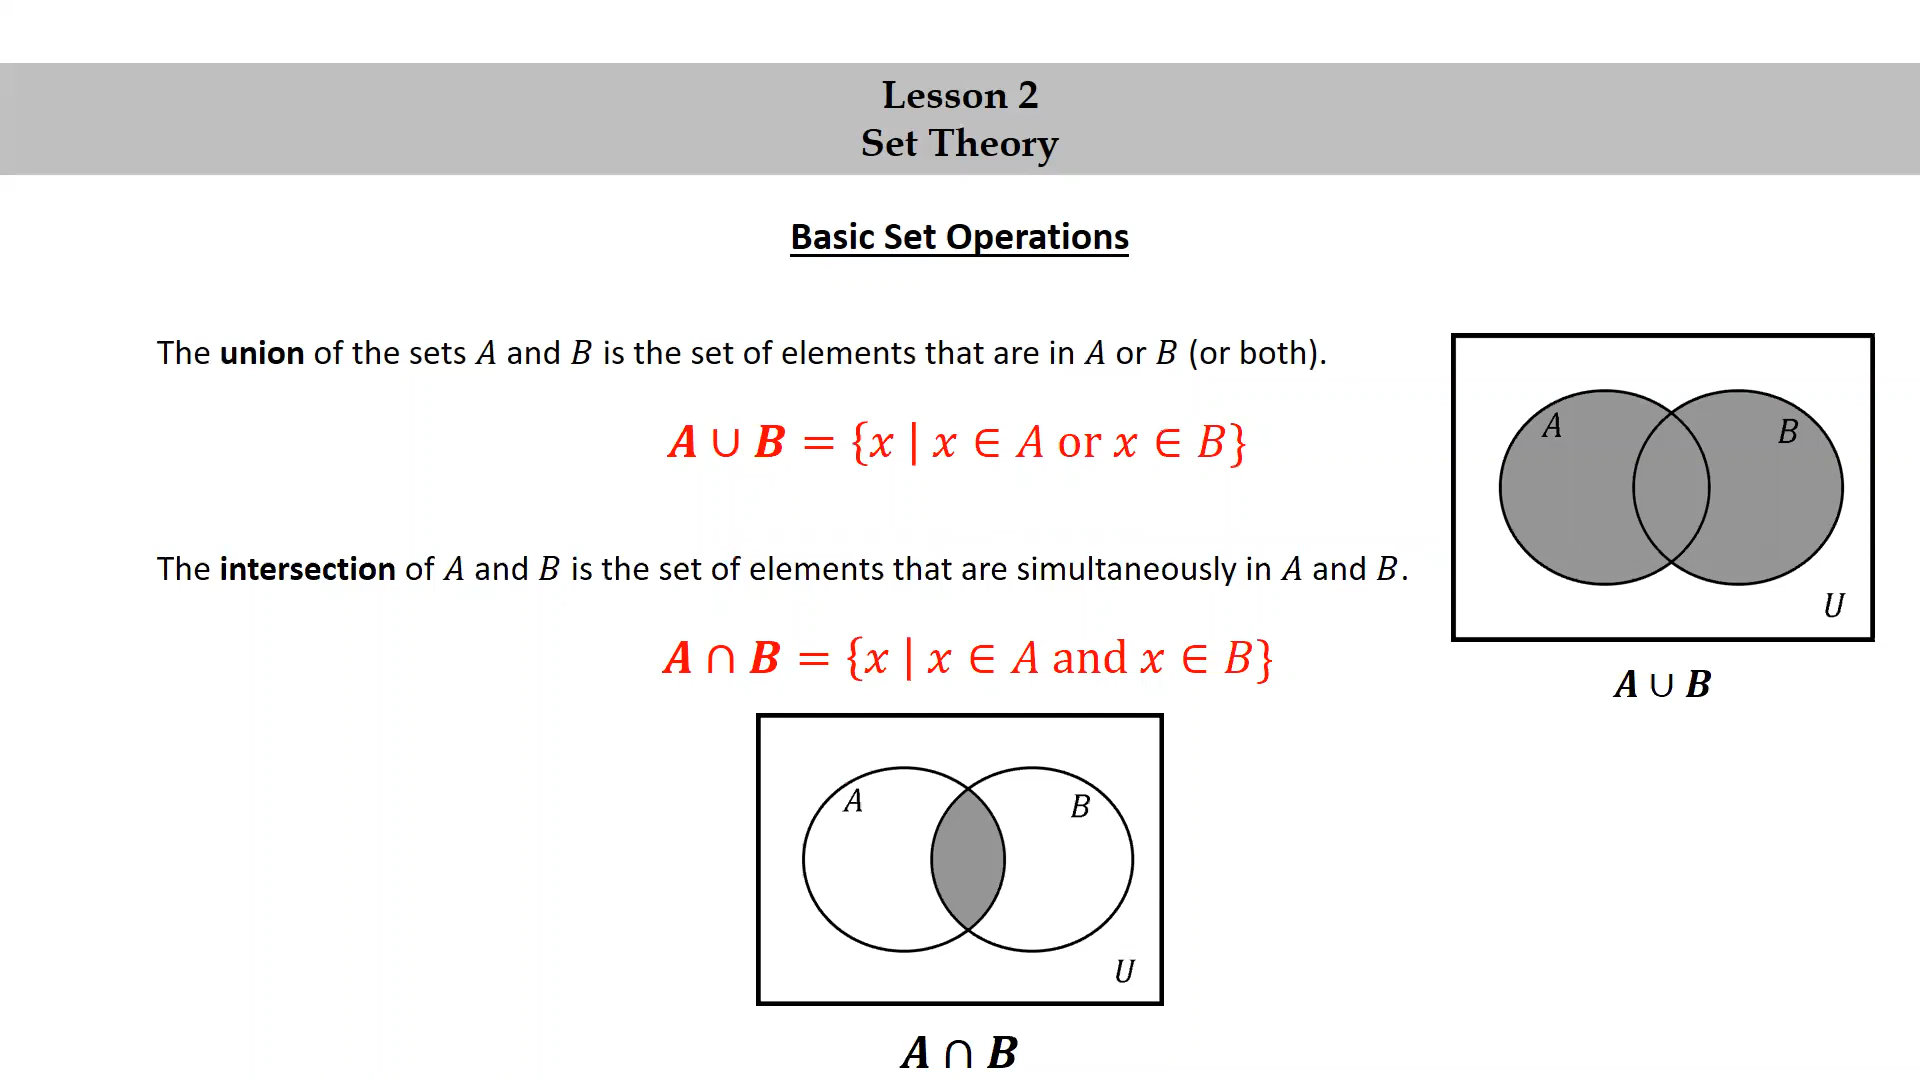 Lesson 2
Set Theory
Basic Set Operations
The union of the sets A and B is the set of elements that are in A or B (or both).
A ∪ B = {x | x ∈ A or x ∈ B}
The intersection of A and B is the set of elements that are simultaneously in A and B.
A ∩ B = {x | x ∈ A and x ∈ B}
A
B
U
A ∪ B
A
B
U
A ∩ B